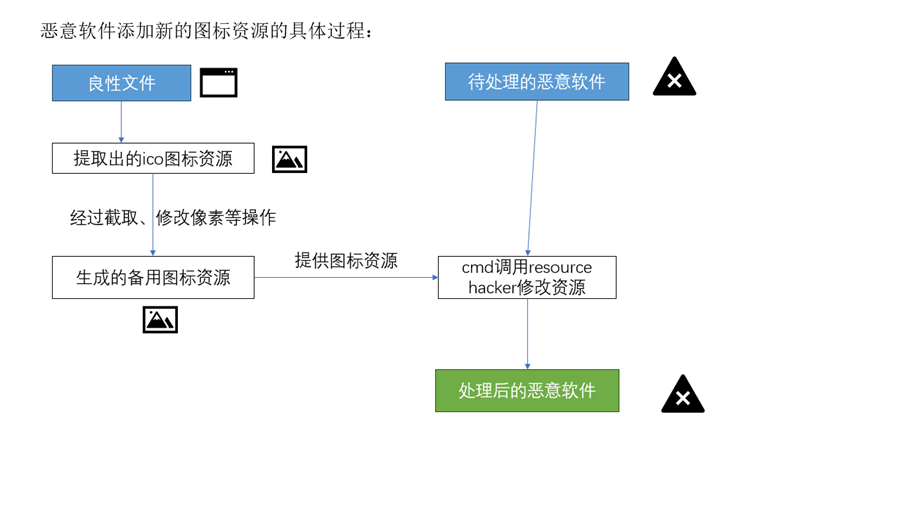 恶意软件添加新的图标资源的具体过程：
良性文件
待处理的恶意软件
提取出的ico图标资源
经过截取、修改像素等操作
提供图标资源
生成的备用图标资源
cmd调用resource
hacker修改资源
处理后的恶意软件